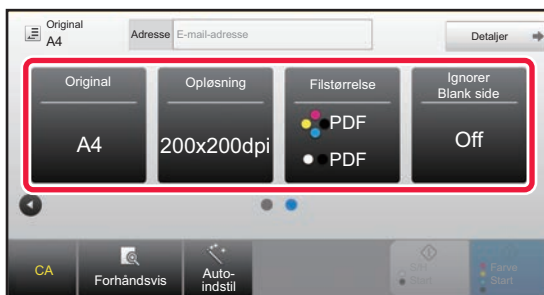 Original
A4
Adresse
E-mail-adresse
Detaljer
Original
A4
Opløsning
200x200dpi
Filstørrelse
PDF
PDF
Ignorer
Blank side
Off
CA
Forhåndsvis
Auto-
indstil
Start
Farve
Start